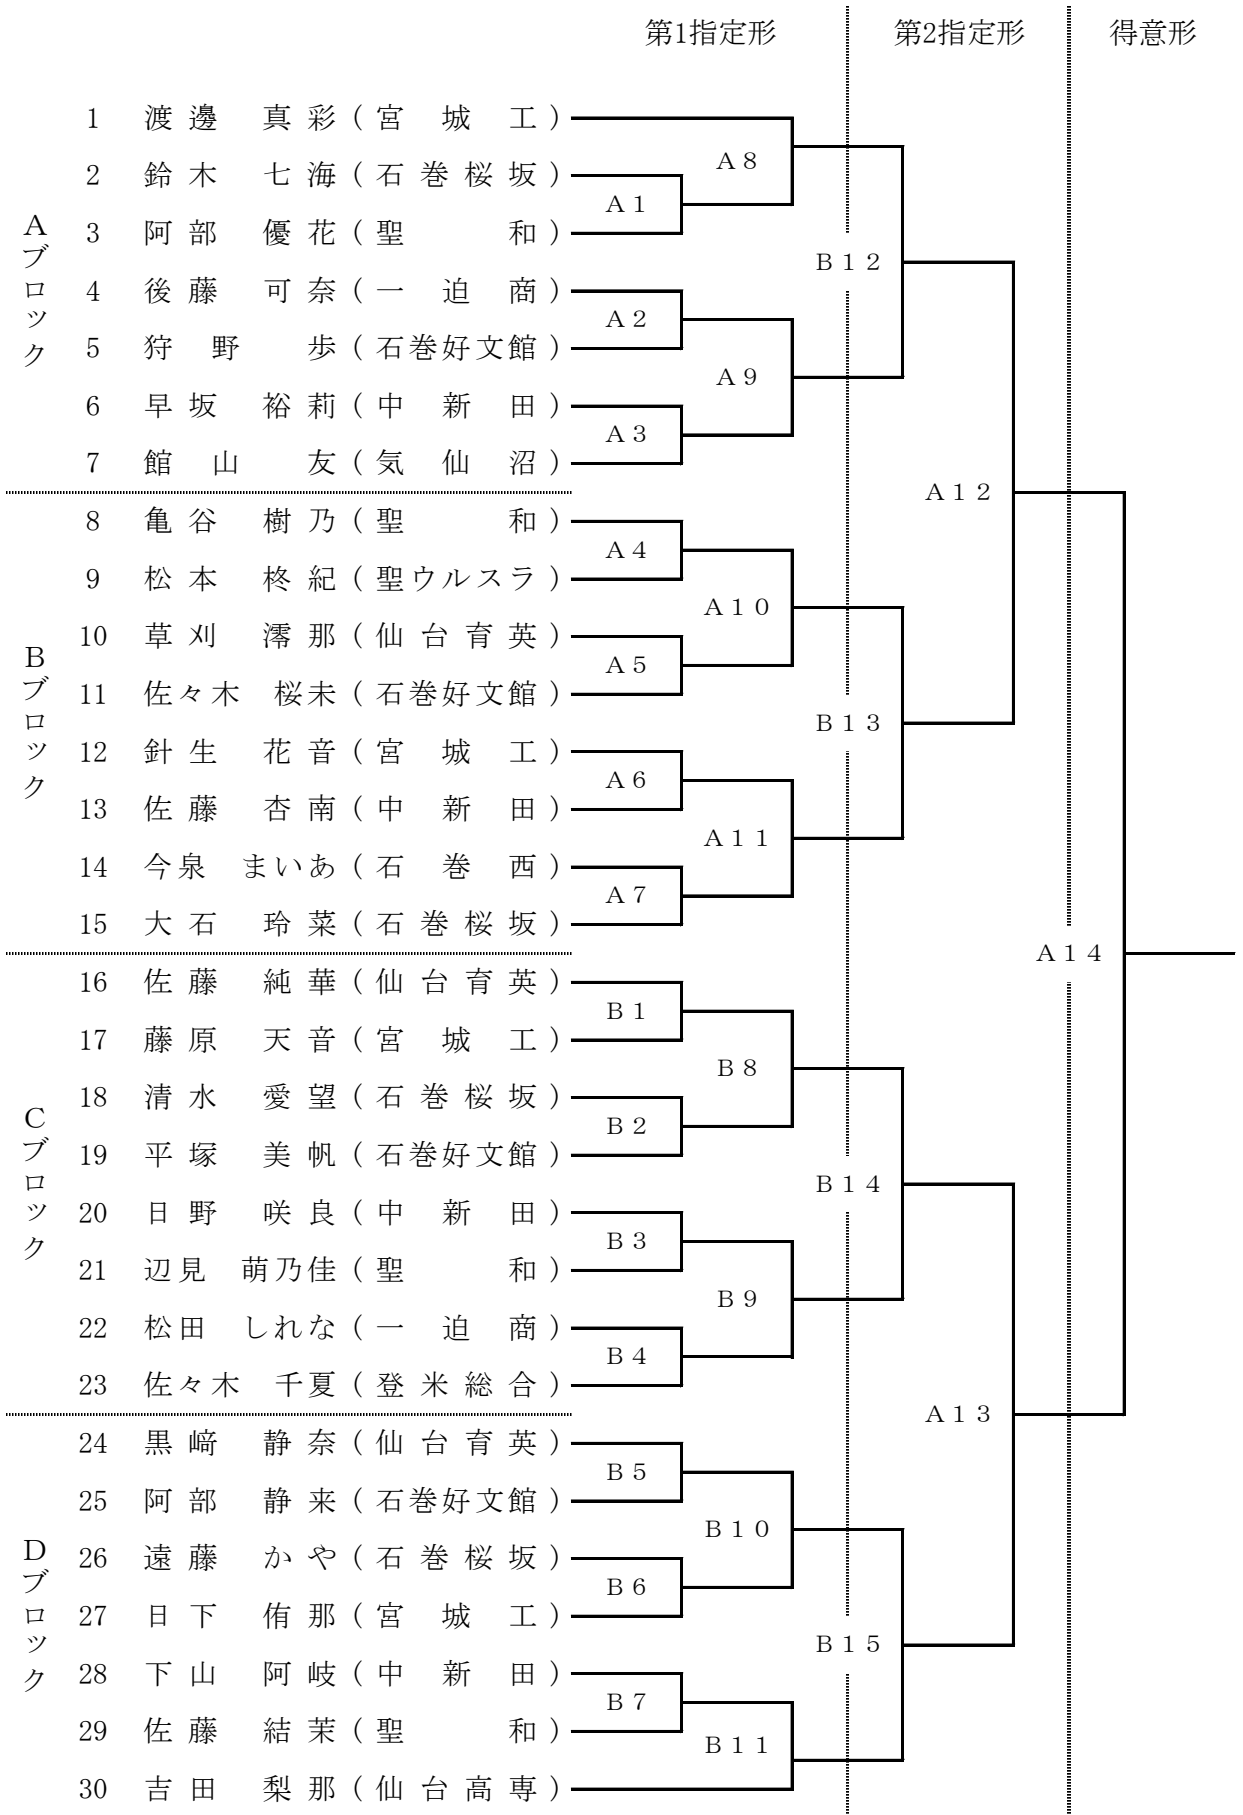 第1指定形 第2指定形 得意形
Aブロック
1 渡邊 真彩(宮城工)
2 鈴木 七海(石巻桜坂)
3 阿部 優花(聖和)
4 後藤 可奈(一迫商)
5 狩野 歩(石巻好文館)
6 早坂 裕莉(中新田)
7 館山 友(気仙沼)
Bブロック
8 亀谷 樹乃(聖和)
9 松本 柊紀(聖ウルスラ)
10 草刈 澪那(仙台育英)
11 佐々木 桜未(石巻好文館)
12 針生 花音(宮城工)
13 佐藤 杏南(中新田)
14 今泉 まいあ(石巻西)
15 大石 玲菜(石巻桜坂)
Cブロック
16 佐藤 純華(仙台育英)
17 藤原 天音(宮城工)
18 清水 愛望(石巻桜坂)
19 平塚 美帆(石巻好文館)
20 日野 咲良(中新田)
21 辺見 萌乃佳(聖和)
22 松田 しれな(一迫商)
23 佐々木 千夏(登米総合)
Dブロック
24 黒﨑 静奈(仙台育英)
25 阿部 静来(石巻好文館)
26 遠藤 かや(石巻桜坂)
27 日下 侑那(宮城工)
28 下山 阿岐(中新田)
29 佐藤 結茉(聖和)
30 吉田 梨那(仙台高専)
A1
A2
A3
A4
A5
A6
A7
B1
B2
B3
B4
B5
B6
B7
A8
A9
A10
A11
B8
B9
B10
B11
B12
B13
B14
B15
A12
A13
A14